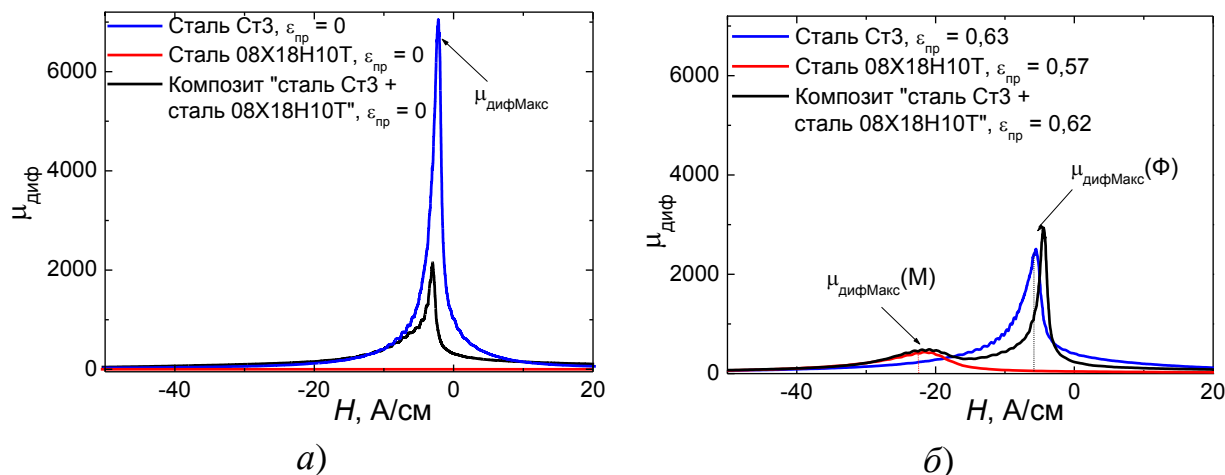 Сталь Ст3, εпр = 0
Сталь 08Х18Н10Т, εпр = 0
Композит "сталь Ст3 +
сталь 08Х18Н10Т", εпр = 0
μдифМакс
6000
4000
2000
0
μдиф
-40
-20
0
20
H, А/см
а)
Сталь Ст3, εпр = 0,63
Сталь 08Х18Н10Т, εпр = 0,57
Композит "сталь Ст3 +
сталь 08Х18Н10Т", εпр = 0,62
μдифМакс(Ф)
μдифМакс(М)
6000
4000
2000
0
μдиф
-40
-20
0
20
H, А/см
б)